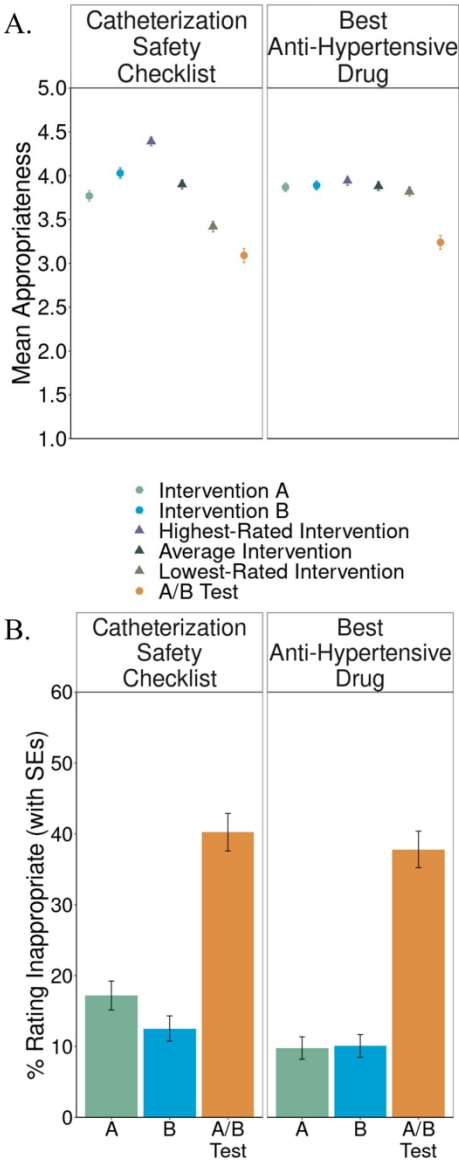 A.
Catheterization
Safety
Checklist
Best
Anti-Hypertensive
Drug
Mean Appropriateness
5.0
4.5
4.0
3.5
3.0
2.5
2.0
1.5
1.0
Intervention A
Intervention B
Highest-Rated Intervention
Average Intervention
Lowest-Rated Intervention
A/B Test
B.
Catheterization
Safety
Checklist
Best
Anti-Hypertensive
Drug
% Rating Inappropriate (with SEs)
60
50
40
30
20
10
0
A
B
A/B
Test
A
B
A/B
Test